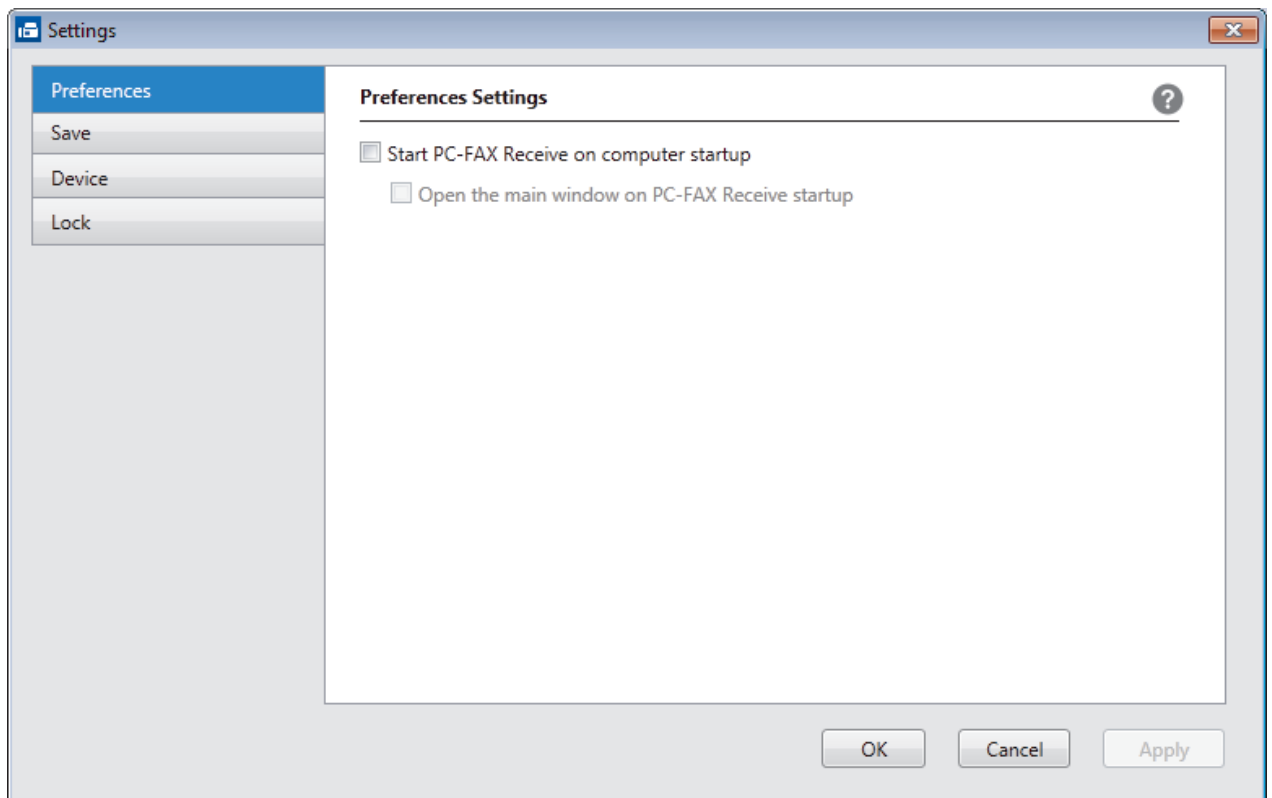 Settings
Preferences
Save
Device
Lock
Preferences Settings
?
Start PC-FAX Receive on computer startup
Open the main window on PC-FAX Receive startup
OK
Cancel
Apply